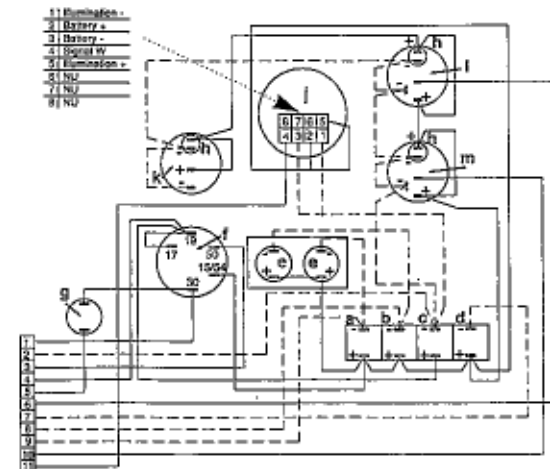 1 Illumination -
2 Battery +
3 Battery -
4 Signal W
5 Illumination +
6 NU
7 NU
8 NU
+ h
i
l
8 7 6 5
4 3 2 1
h
k
+
+ h
m
19
f
17
50
15/54
30
e
e
g
a b c d
1
2
3
4
5
6
7
8
9
10
11